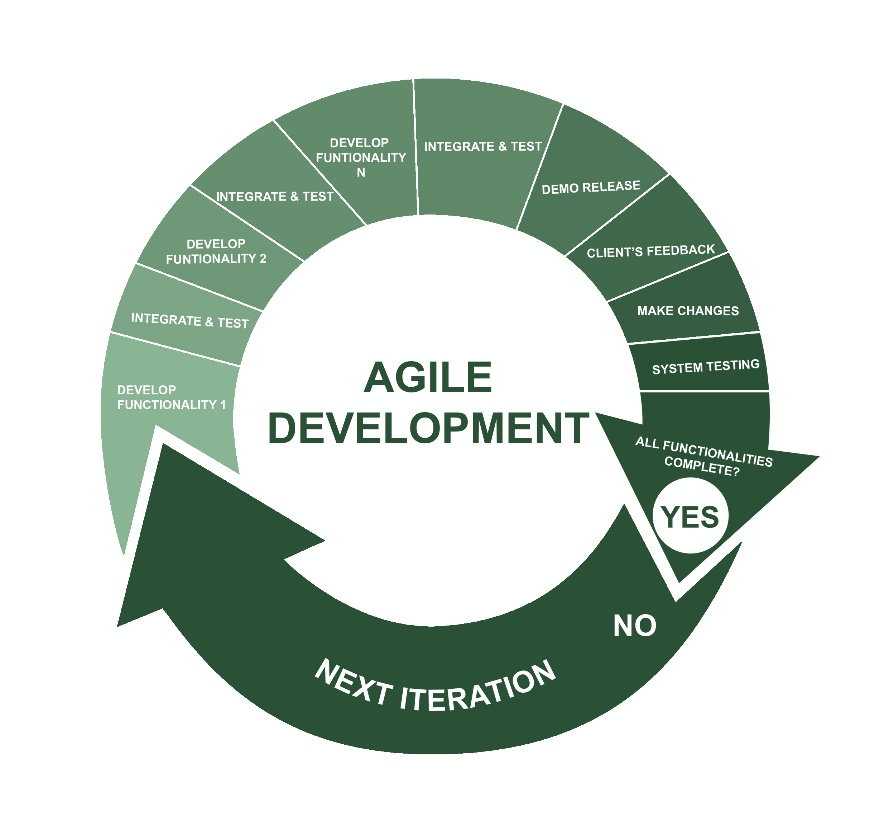 DEVELOP
FUNCTIONALITY 1
INTEGRATE & TEST
DEVELOP
FUNTIONALITY 2
INTEGRATE & TEST
DEVELOP
FUNTIONALITY
N
INTEGRATE & TEST
DEMO RELEASE
CLIENT'S FEEDBACK
MAKE CHANGES
SYSTEM TESTING
ALL FUNCTIONALITIES
COMPLETE?
YES
NO
NEXT ITERATION
AGILE
DEVELOPMENT